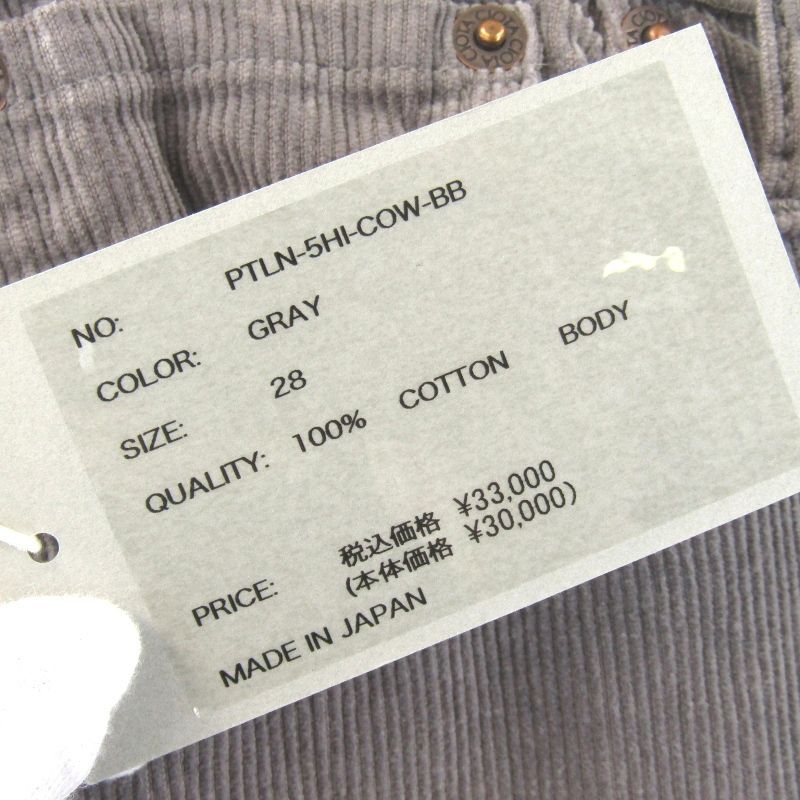 NO: PTLN-5HI-COW-BB
COLOR: GRAY
SIZE: 28
QUALITY: 100% COTTON BODY
PRICE: 税込価格 ¥33,000
(本体価格 ¥30,000)
MADE IN JAPAN